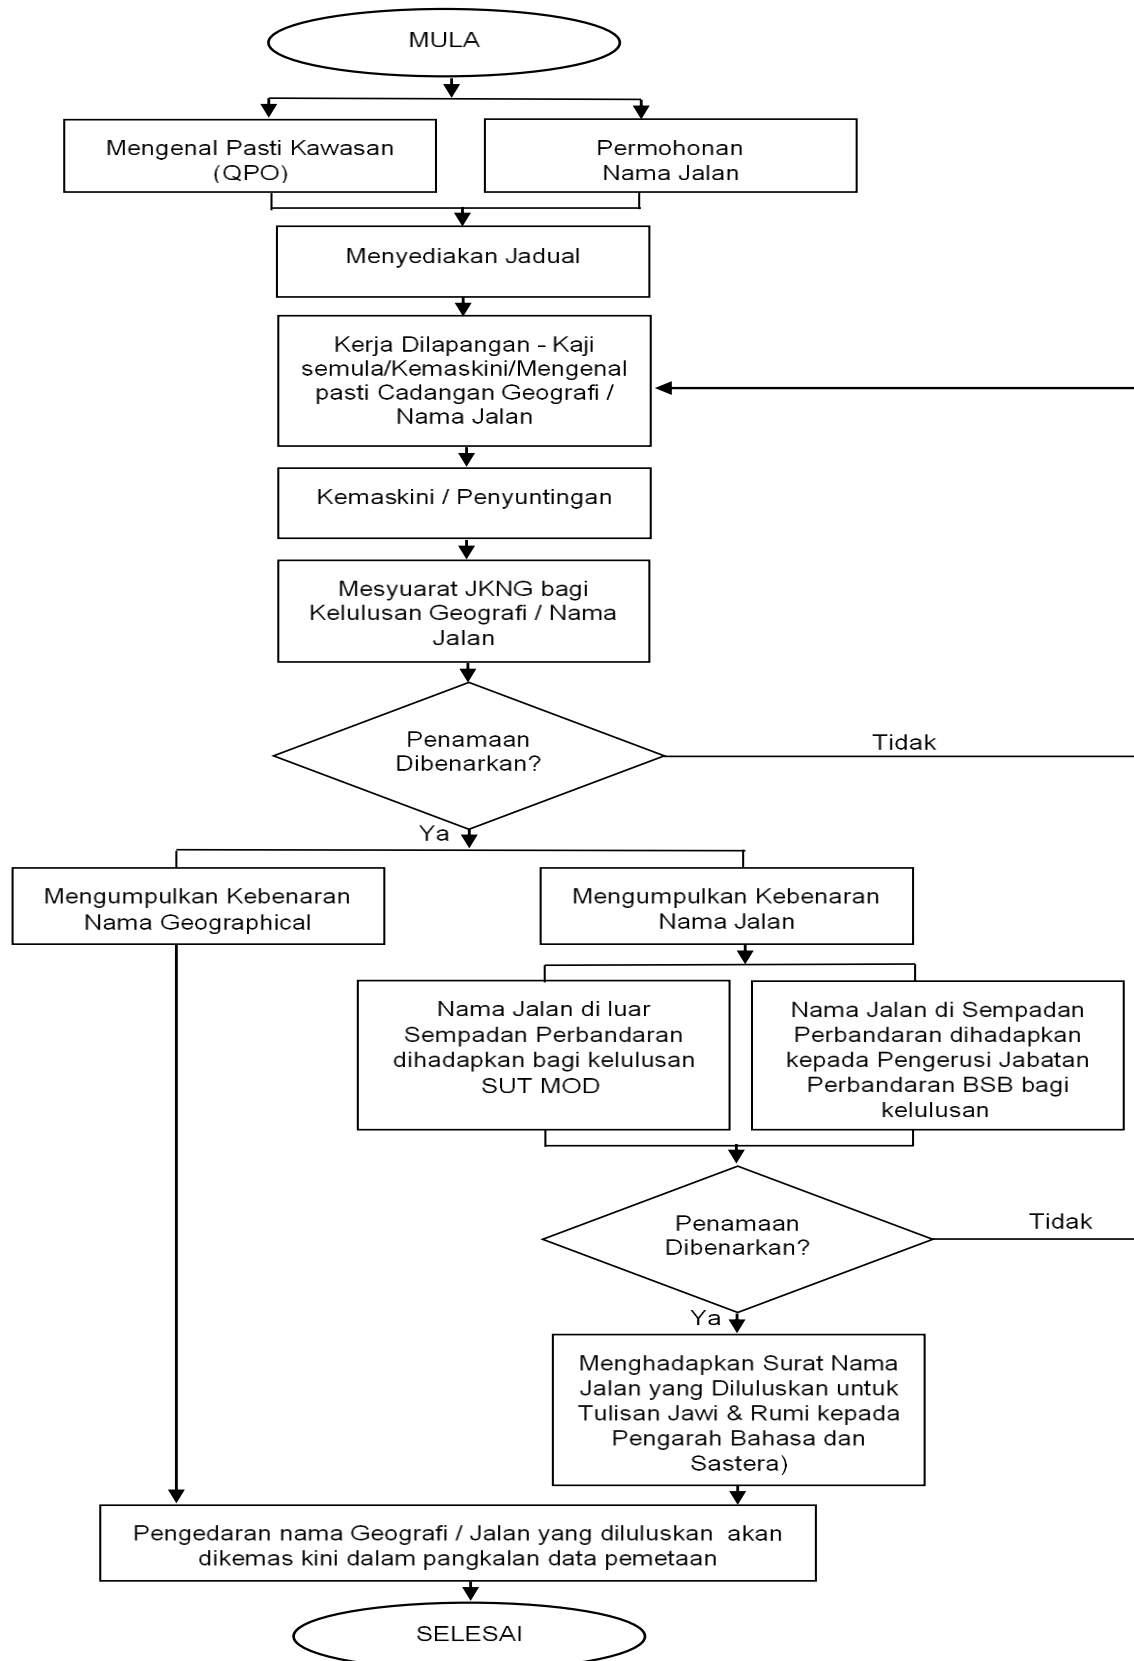 MULA
Mengenal Pasti Kawasan
(QPO)
Permohonan
Nama Jalan
Menyediakan Jadual
Kerja Dilapangan - Kaji
semula/Kemaskini/Mengenal
pasti Cadangan Geografi /
Nama Jalan
Kemaskini / Penyuntingan
Mesyuarat JKNG bagi
Kelulusan Geografi / Nama
Jalan
Penamaan
Dibenarkan?
Tidak
Ya
Mengumpulkan Kebenaran
Nama Geographical
Mengumpulkan Kebenaran
Nama Jalan
Nama Jalan di luar
Sempadan Perbandaran
dihadapkan bagi kelulusan
SUT MOD
Nama Jalan di Sempadan
Perbandaran dihadapkan
kepada Pengerusi Jabatan
Perbandaran BSB bagi
kelulusan
Penamaan
Dibenarkan?
Tidak
Ya
Menghadapkan Surat Nama
Jalan yang Diluluskan untuk
Tulisan Jawi & Rumi kepada
Pengarah Bahasa dan
Sastera)
Pengedaran nama Geografi / Jalan yang diluluskan akan
dikemas kini dalam pangkalan data pemetaan
SELESAI